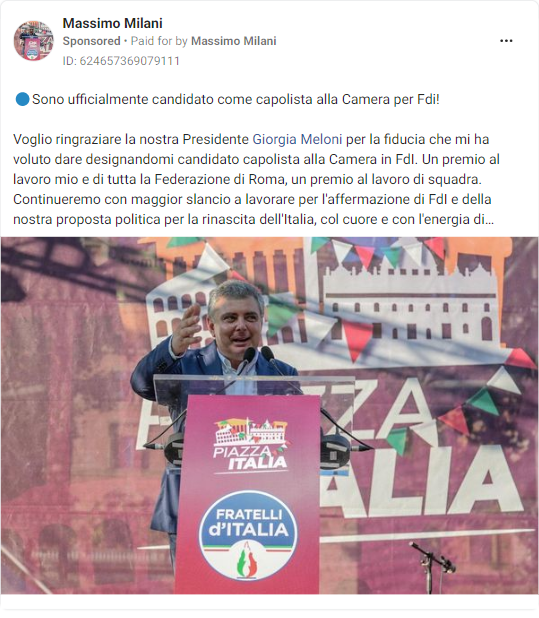 Massimo Milani
Sponsored • Paid for by Massimo Milani
ID: 624657369079111
🔵Sono ufficialmente candidato come capolista alla Camera per Fdi!
Voglio ringraziare la nostra Presidente Giorgia Meloni per la fiducia che mi ha
voluto dare designandomi candidato capolista alla Camera in FdI. Un premio al
lavoro mio e di tutta la Federazione di Roma, un premio al lavoro di squadra.
Continueremo con maggior slancio a lavorare per l'affermazione di FdI e della
nostra proposta politica per la rinascita dell'Italia, col cuore e con l'energia di…
PIAZZA
ITALIA
PIAZZA
ITALIA
FRATELLI
d'ITALIA